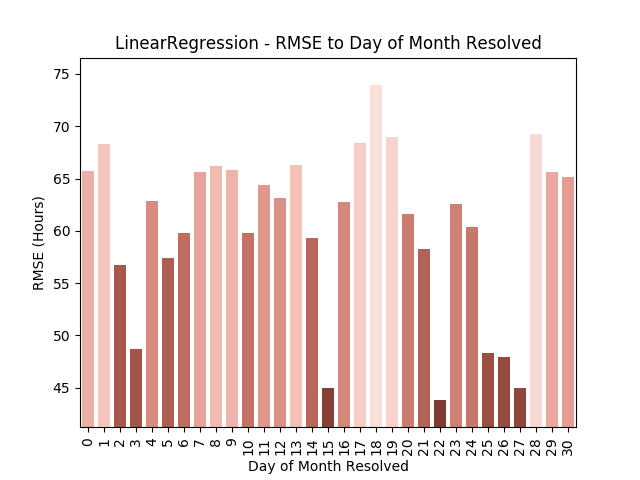 LinearRegression - RMSE to Day of Month Resolved
75
70
65
60
55
50
45
RMSE (Hours)
0 1 2 3 4 5 6 7 8 9 10 11 12 13 14 15 16 17 18 19 20 21 22 23 24 25 26 27 28 29 30
Day of Month Resolved